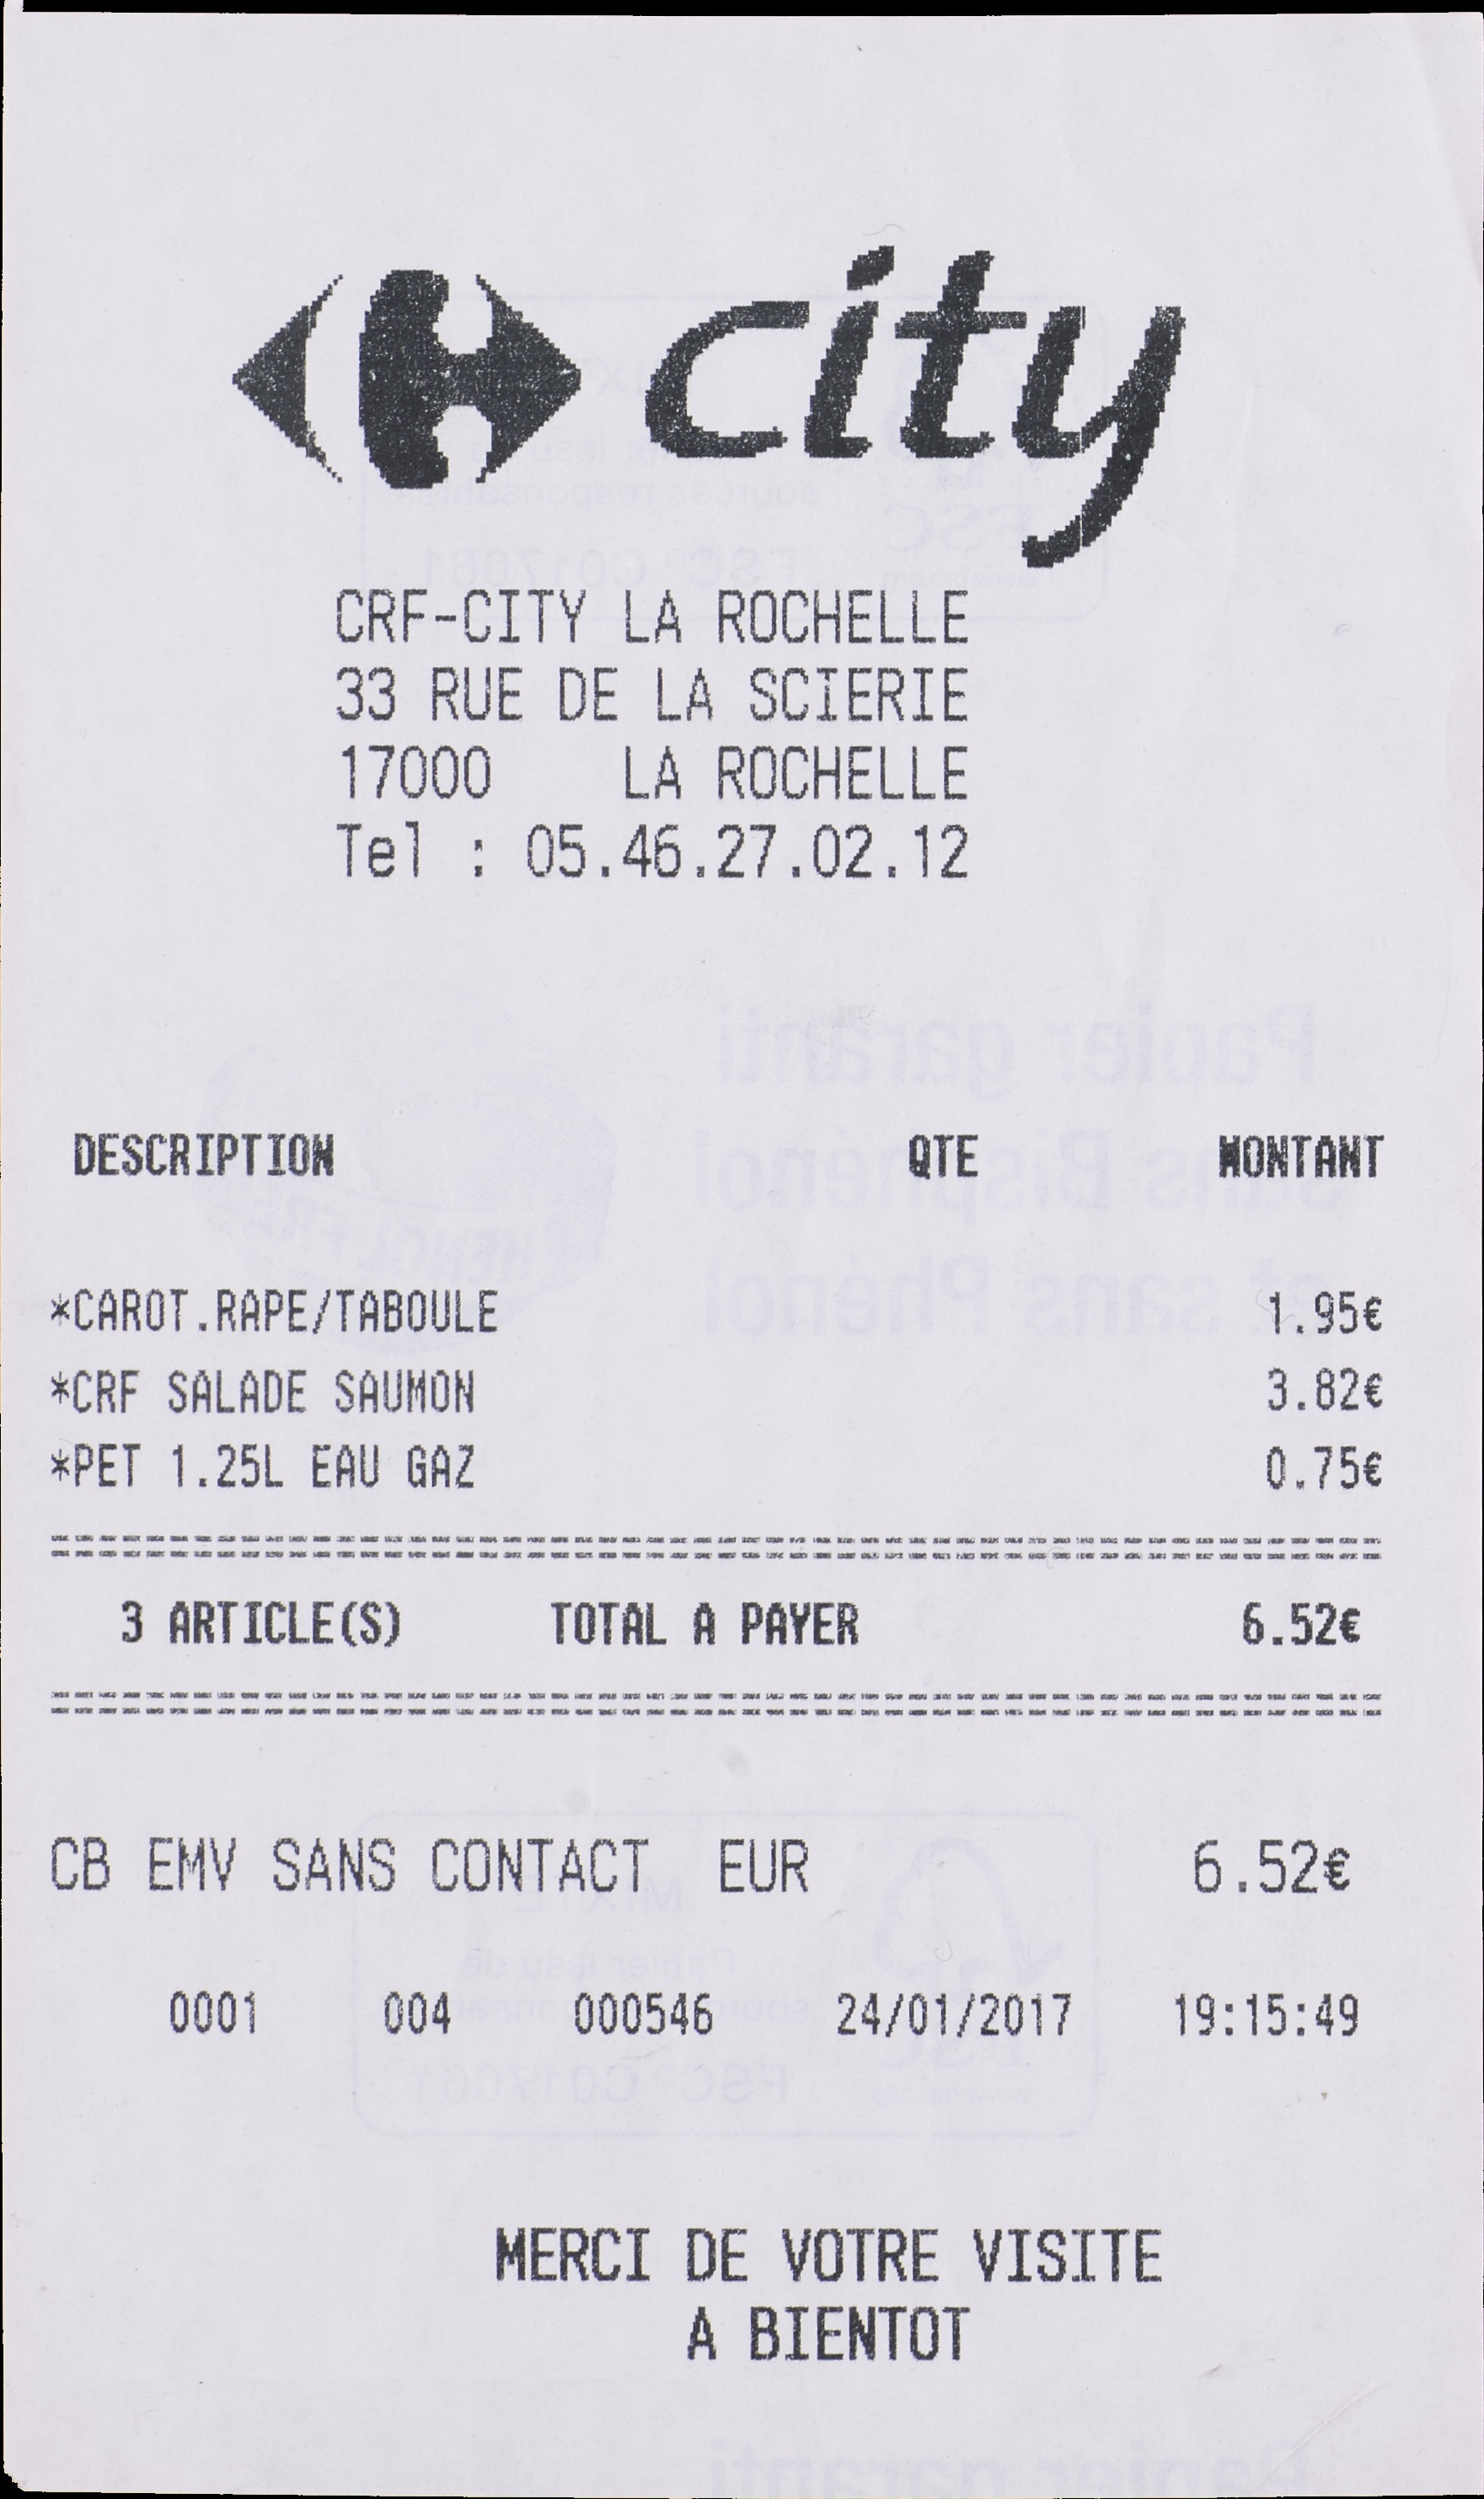 city
CRF-CITY LA ROCHELLE
33 RUE DE LA SCIERIE
17000 LA ROCHELLE
Tel : 05.46.27.02.12
DESCRIPTION QTE MONTANT
*CAROT.RAPE/TABOULE 1.95€
*CRF SALADE SAUMON 3.82€
*PET 1.25L EAU GAZ 0.75€
3 ARTICLE(S) TOTAL A PAYER 6.52€
CB EMV SANS CONTACT EUR 6.52€
0001 004 000546 24/01/2017 19:15:49
MERCI DE VOTRE VISITE
A BIENTOT